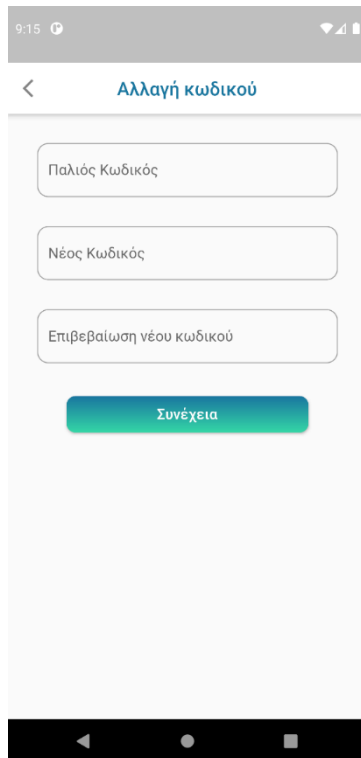 9:15
Αλλαγή κωδικού
Παλιός Κωδικός
Νέος Κωδικός
Επιβεβαίωση νέου κωδικού
Συνέχεια